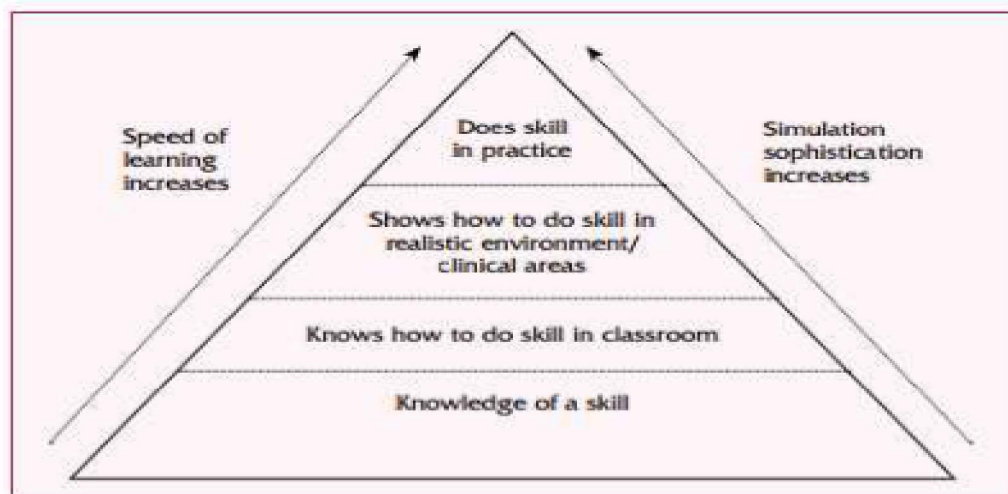 Speed of
learning
increases
Does skill
in practice
Simulation
sophistication
increases
Shows how to do skill in
realistic environment/
clinical areas
Knows how to do skill in classroom
Knowledge of a skill